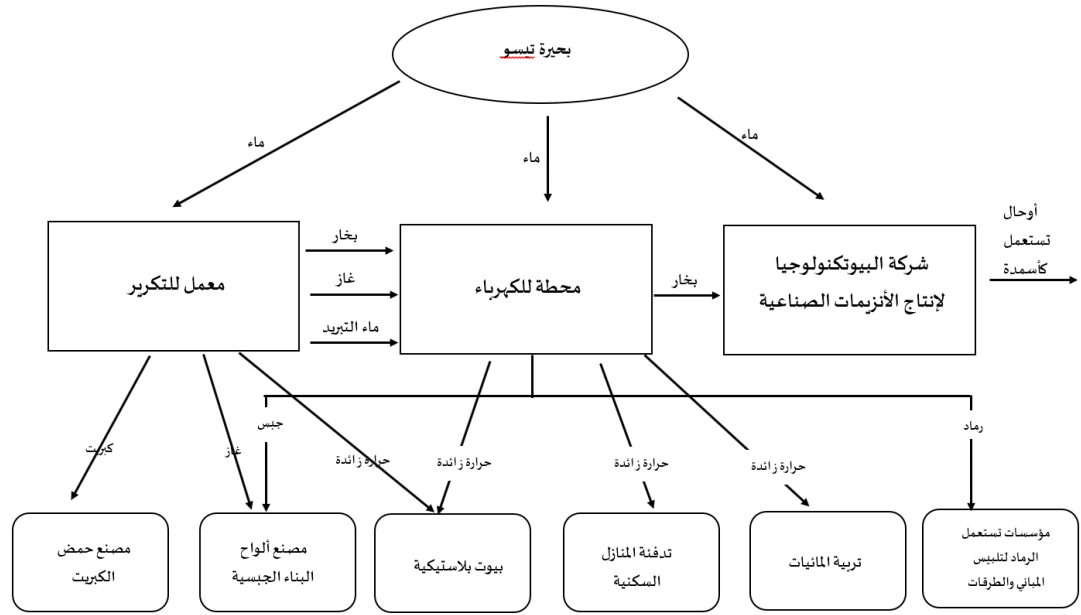 بحيرة تيسو
ماء
ماء
ماء
أوحال
تستعمل
كأسمدة
معمل للتكرير
بخار
غاز
ماء التبريد
محطة للكهرباء
بخار
شركة البيوتكنولوجيا
لإنتاج الأنزيمات الصناعية
كبريت
غاز
جبس
حرارة زائدة
حرارة زائدة
حرارة زائدة
حرارة زائدة
رماد
مصنع حمض
الكبريت
مصنع ألواح
البناء الجبسية
بيوت بلاستيكية
تدفئة المنازل
السكنية
تربية المائيات
مؤسسات تستعمل
الرماد لتلبيس
المباني والطرقات